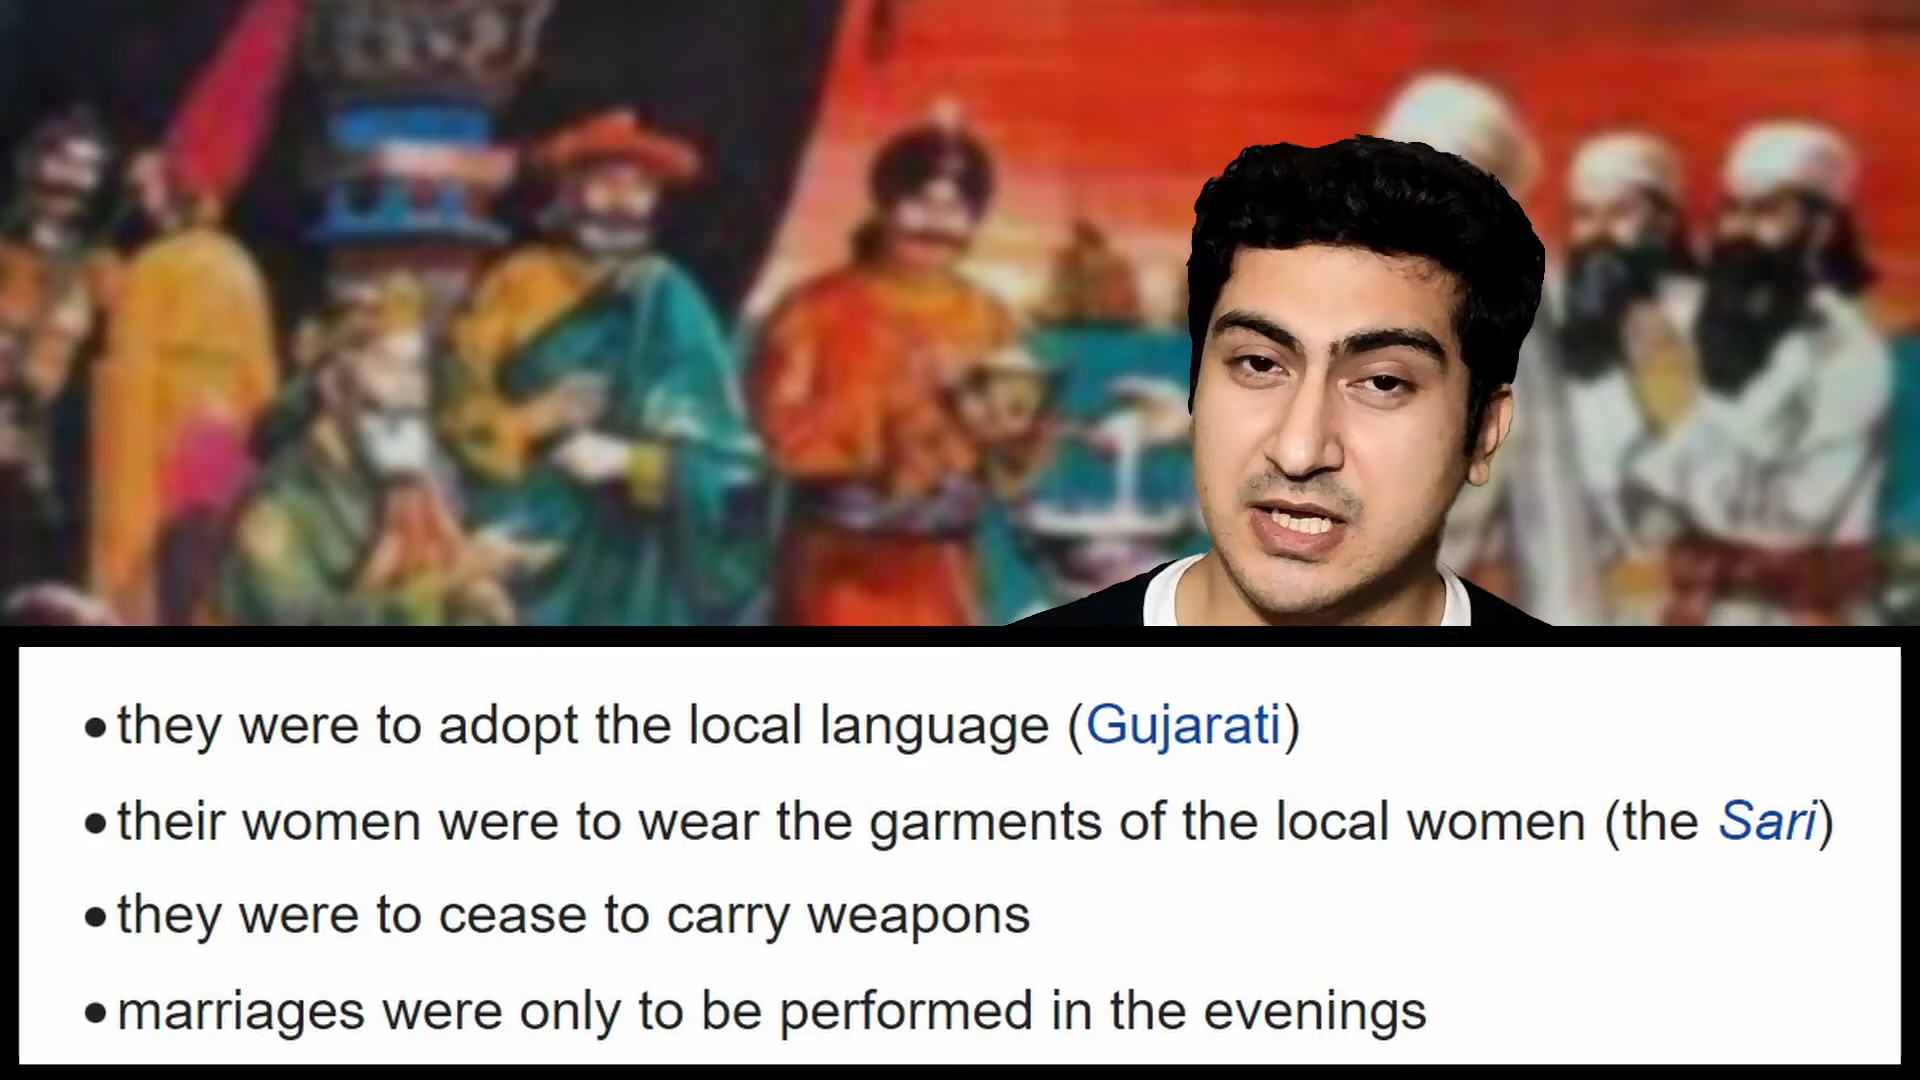 • they were to adopt the local language (Gujarati)
• their women were to wear the garments of the local women (the Sari)
• they were to cease to carry weapons
• marriages were only to be performed in the evenings